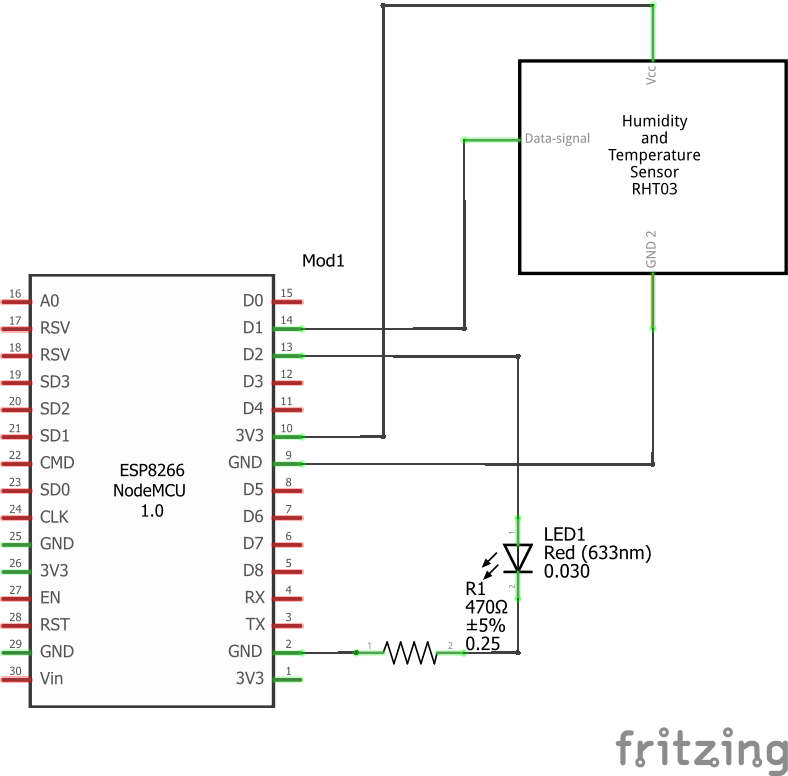 Vcc
Data-signal
Humidity
and
Temperature
Sensor
RHT03
GND 2
Mod1
16 A0 D0 15
17 RSV D1 14
18 RSV D2 13
19 SD3 D3 12
20 SD2 D4 11
21 SD1 3V3 10
22 CMD GND 9
ESP8266
NodeMCU
1.0
23 SD0 D5 8
24 CLK D6 7
25 GND D7 6
26 3V3 D8 5
27 EN RX 4
28 RST TX 3
29 GND GND 2
30 Vin 3V3 1
1
LED1
Red (633nm)
0.030
2
R1
470Ω
±5%
0.25
1
2
fritzing